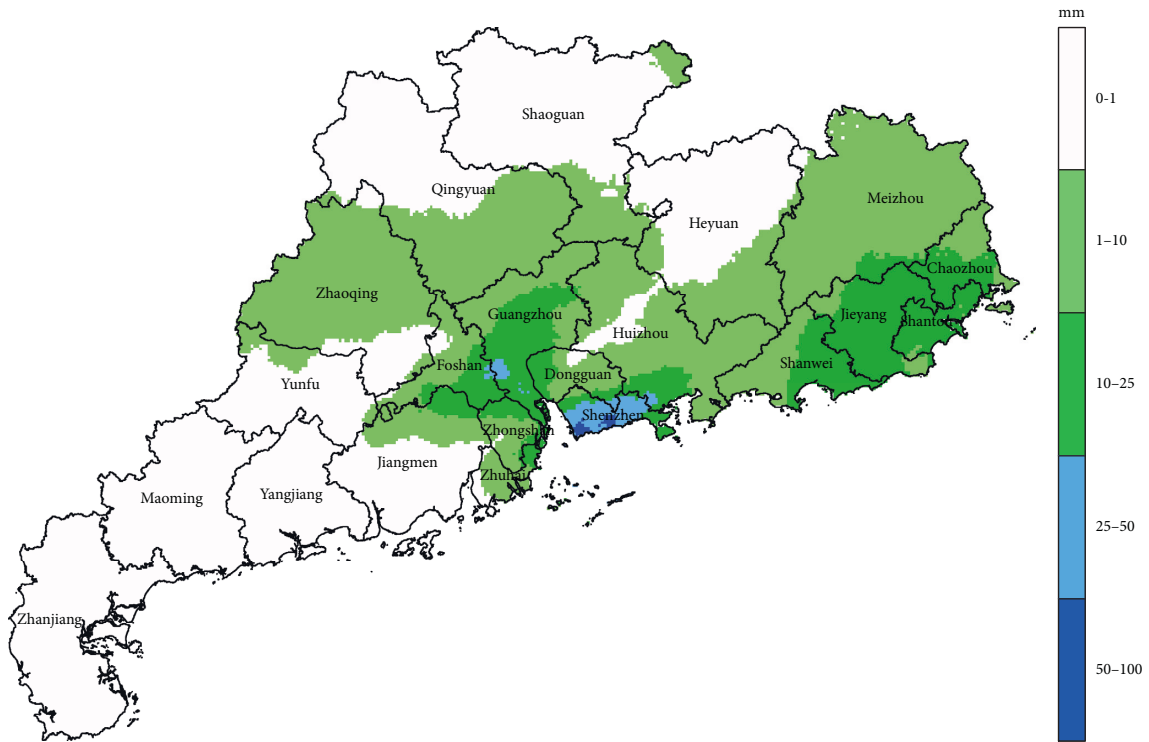 mm
0-1
1–10
10–25
25–50
50–100
Shaoguan
Qingyuan
Meizhou
Heyuan
Chaozhou
Zhaoqing
Guangzhou
Jieyang
Shantou
Huizhou
Foshan
Dongguan
Shanwei
Yunfu
Shenzhen
Zhongshan
Jiangmen
Zhuhai
Maoming
Yangjiang
Zhanjiang